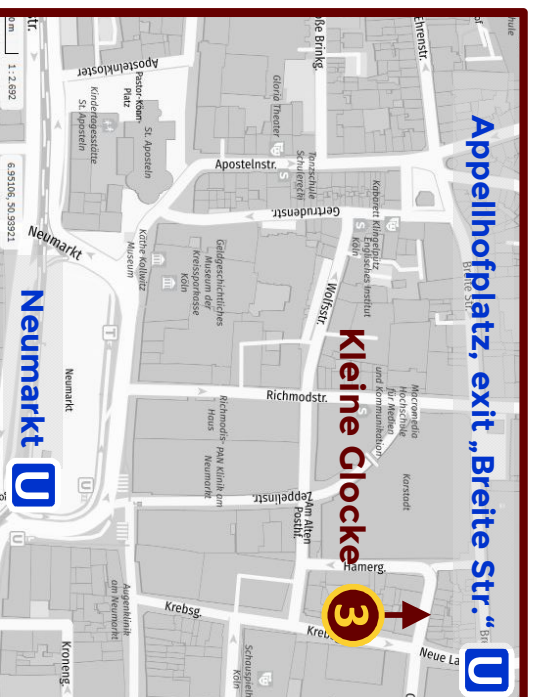 Appellhofplatz, exit „Breite Str.“
U
Kleine Glocke
3
Neumarkt
U
Ehrenstr.
Breite Str.
Apostelnkloster
Pastor-Könn-
Platz
St. Aposteln
Kindertagesstätte
St. Aposteln
Gloria Theater
Apostelnstr.
Tanzschule
Schulerecki
S
Gertrudenstr.
Kabarett Klingelpütz
Englisches Institut
Köln
S
Neumarkt
Käthe Kollwitz
Museum
Geldgeschichtliches
Museum der
Kreissparkasse
Köln
Wolfsstr.
T
Neumarkt
Richmodstr.
Macromedia
Hochschule
für Medien
und Kommunikation
S
Karstadt
Richmodis-
Haus
PAN Klinik am
Neumarkt
Zeppelinstr.
Am Alten
Posthf.
U
U
Hamerg.
Augenklinik
am Neumarkt
Krebsg.
Neue La
Kroneng.
1 : 2.692
6.95106, 50.93921